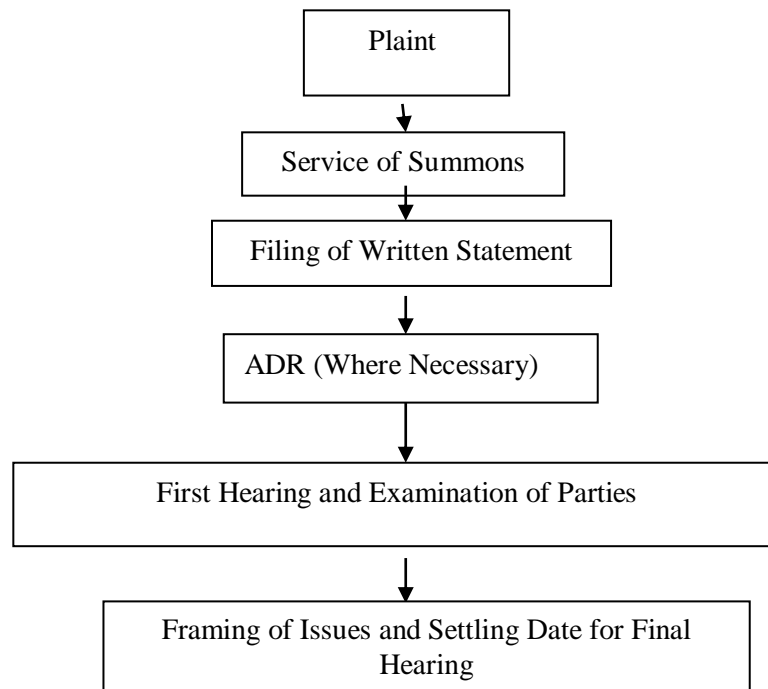 Plaint
Service of Summons
Filing of Written Statement
ADR (Where Necessary)
First Hearing and Examination of Parties
Framing of Issues and Settling Date for Final
Hearing